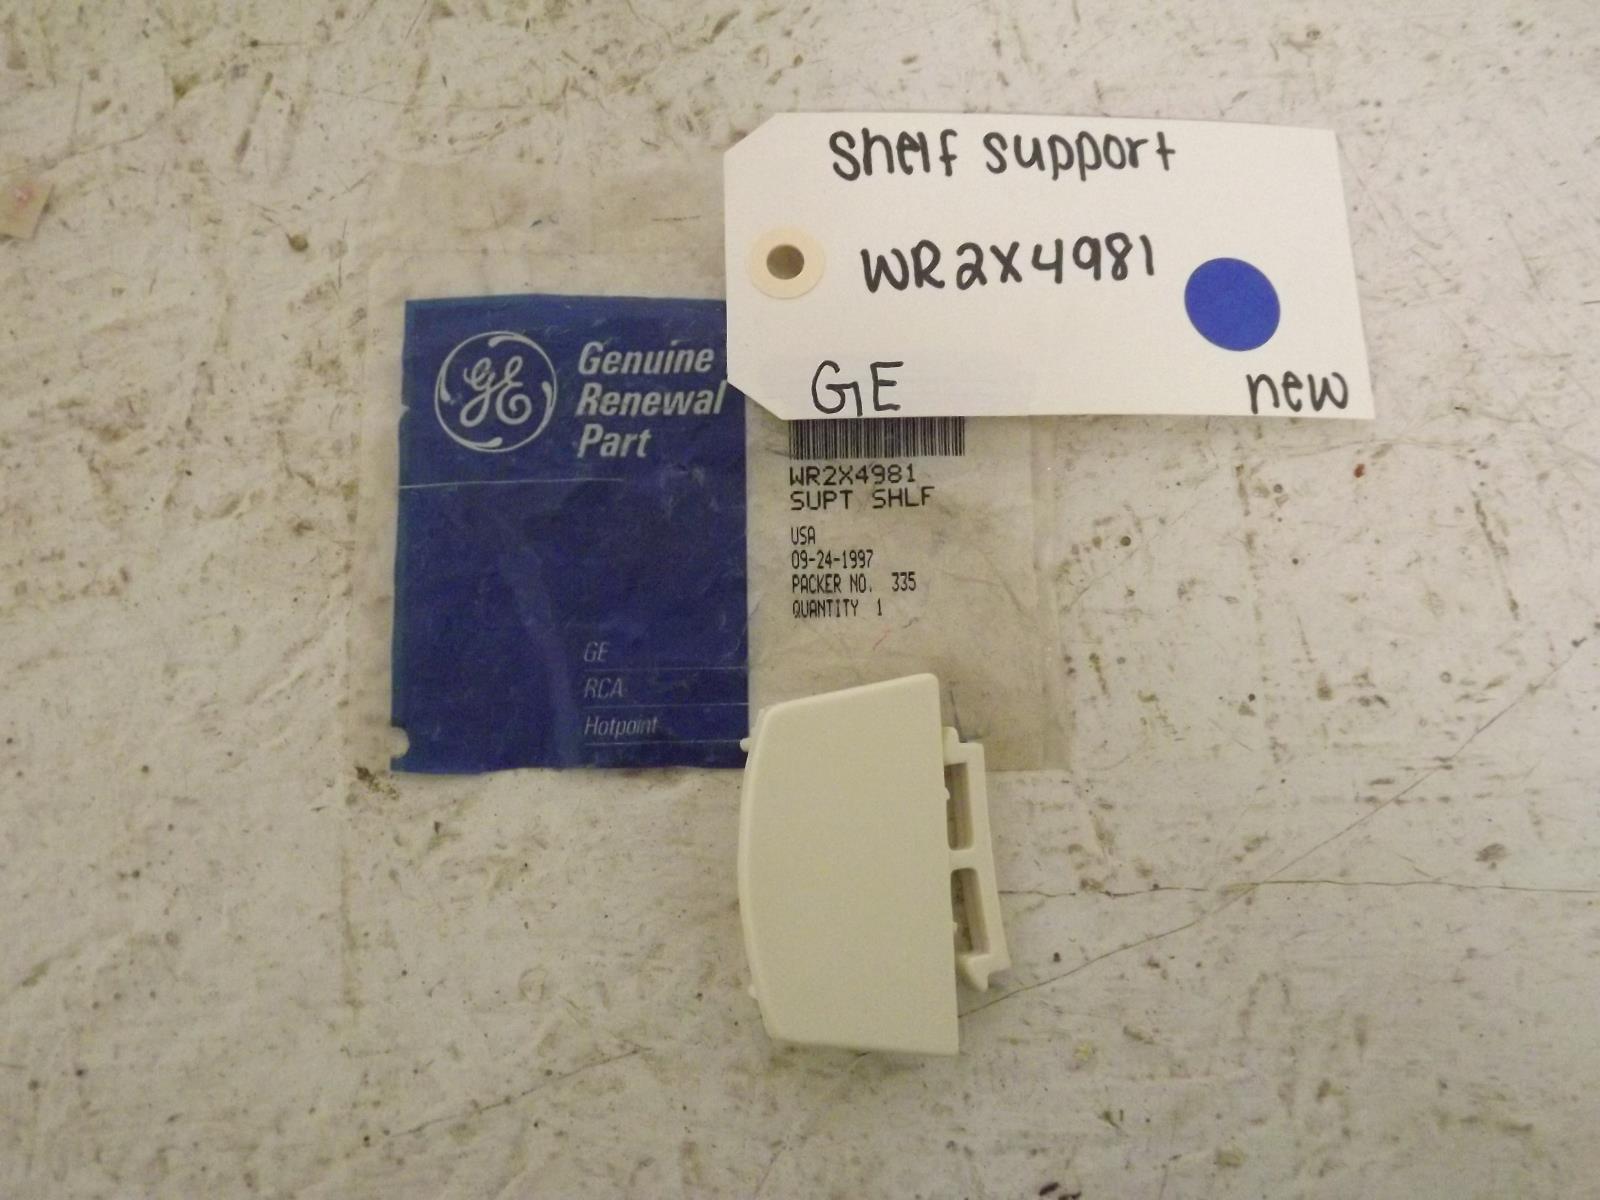 Shelf support
WR2X4981
GE
new
GE
Genuine
Renewal
Part
WR2X4981
SUPT SHLF
USA
09-24-1997
PACKER NO. 335
QUANTITY 1
GE
RCA
Hotpoint